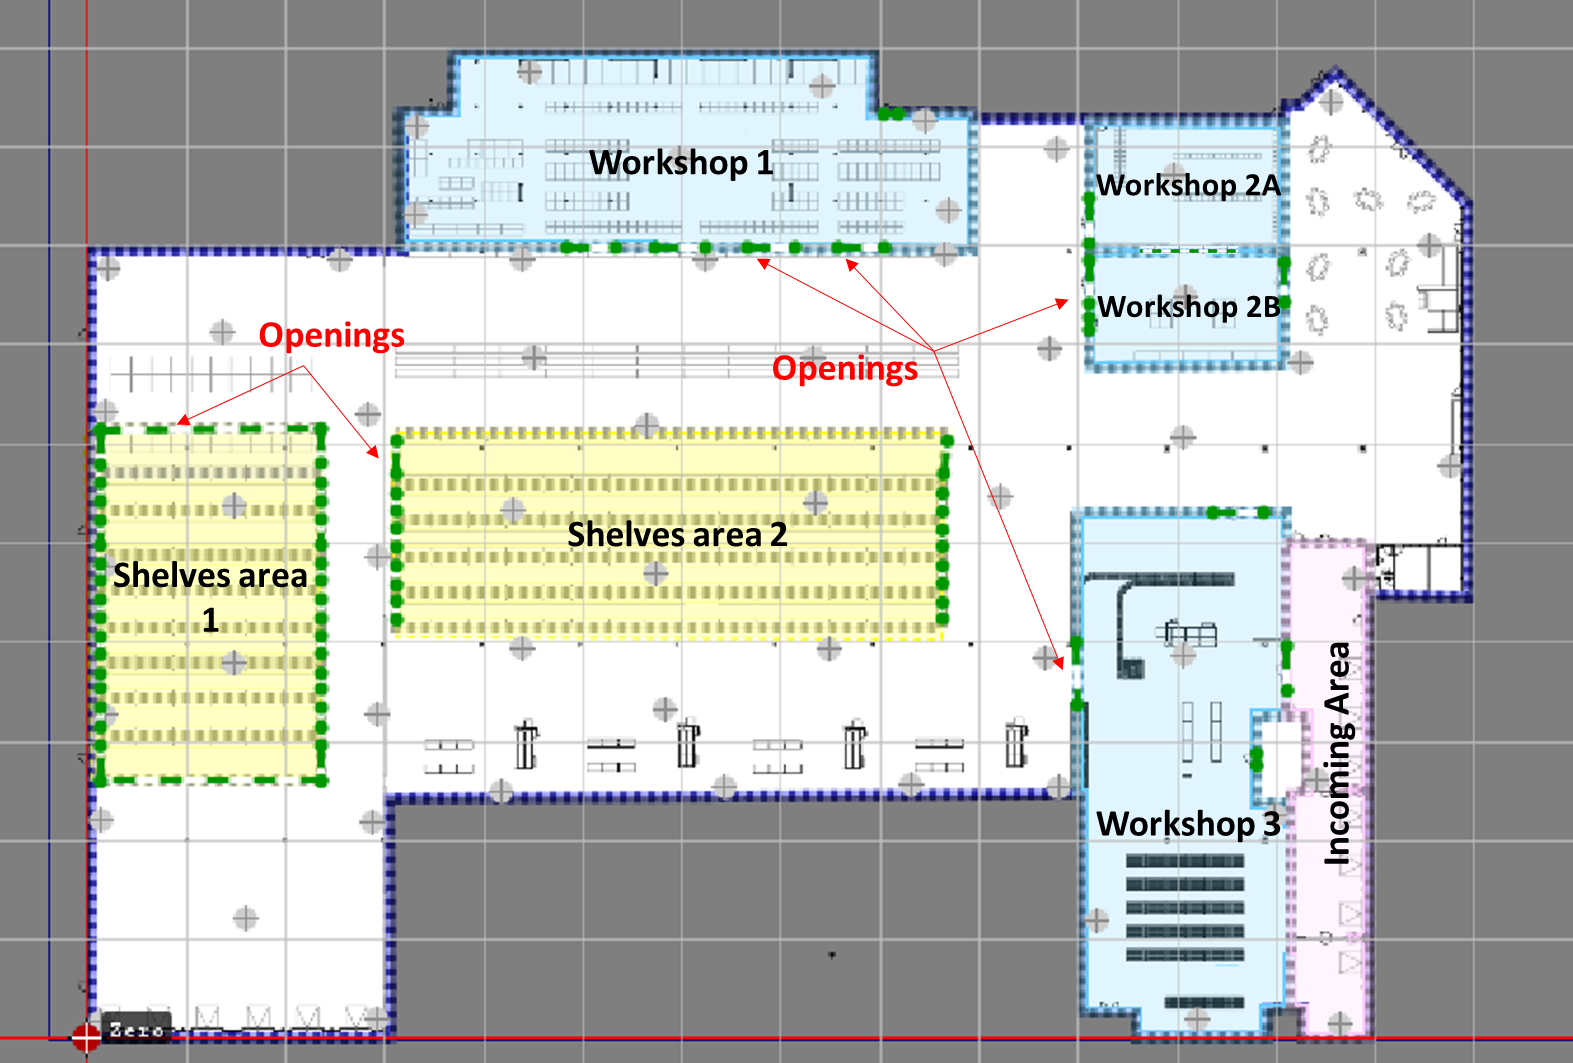 Workshop 1
Workshop 2A
Workshop 2B
Openings
Openings
Shelves area 2
Shelves area
1
Incoming Area
Workshop 3
Zero